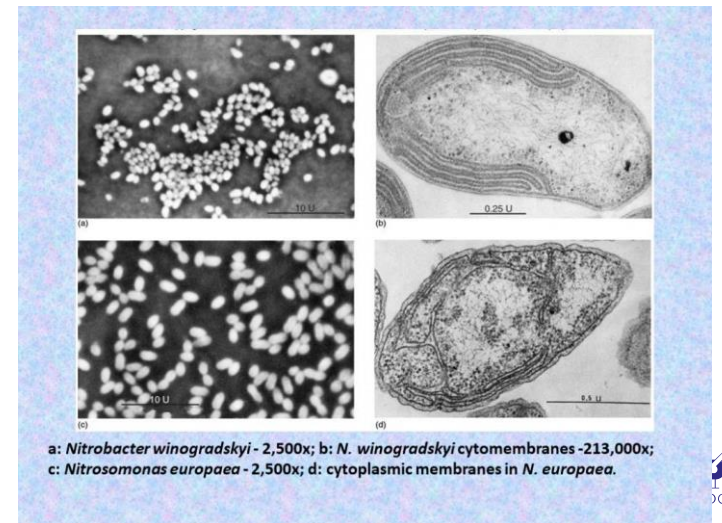 10 U
(a)
0.25 U
(b)
10 U
(c)
0.5 U
(d)
a: Nitrobacter winogradskyi - 2,500x; b: N. winogradskyi cytomembranes -213,000x;
c: Nitrosomonas europaea - 2,500x; d: cytoplasmic membranes in N. europaea.